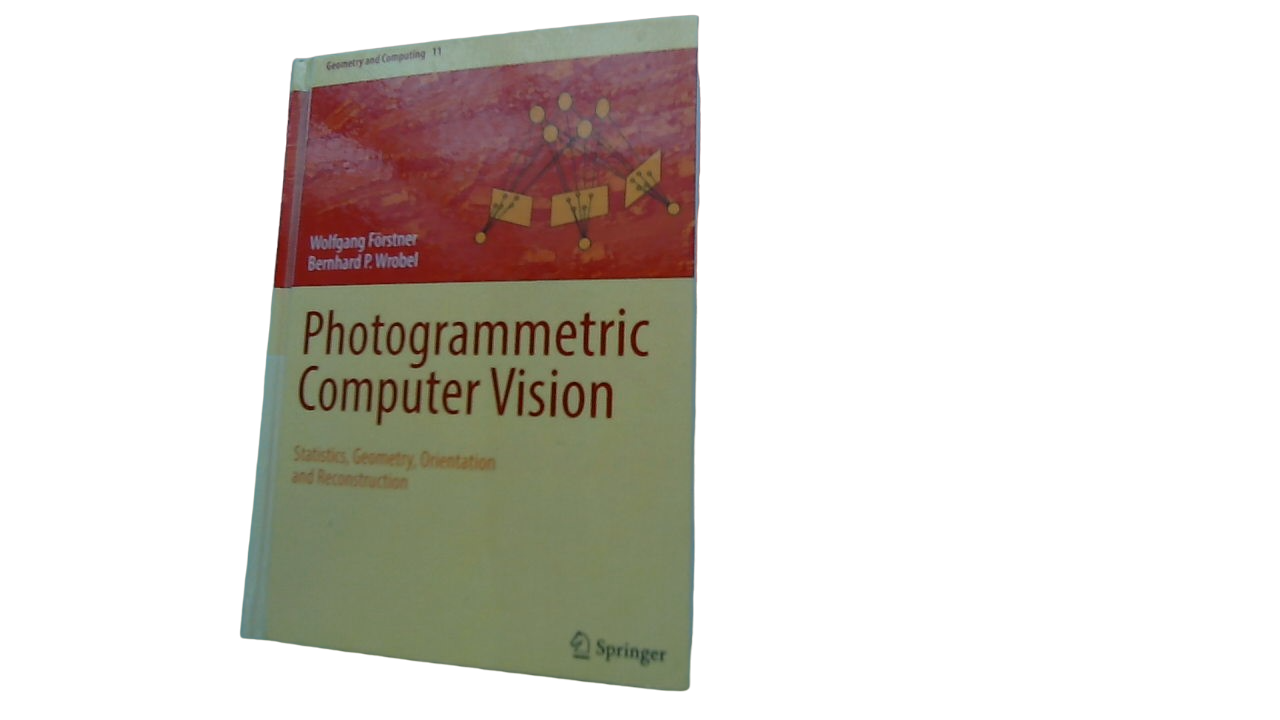 Geometry and Computing 11
Wolfgang Förstner
Bernhard P. Wrobel
Photogrammetric
Computer Vision
Statistics, Geometry, Orientation
and Reconstruction
Springer